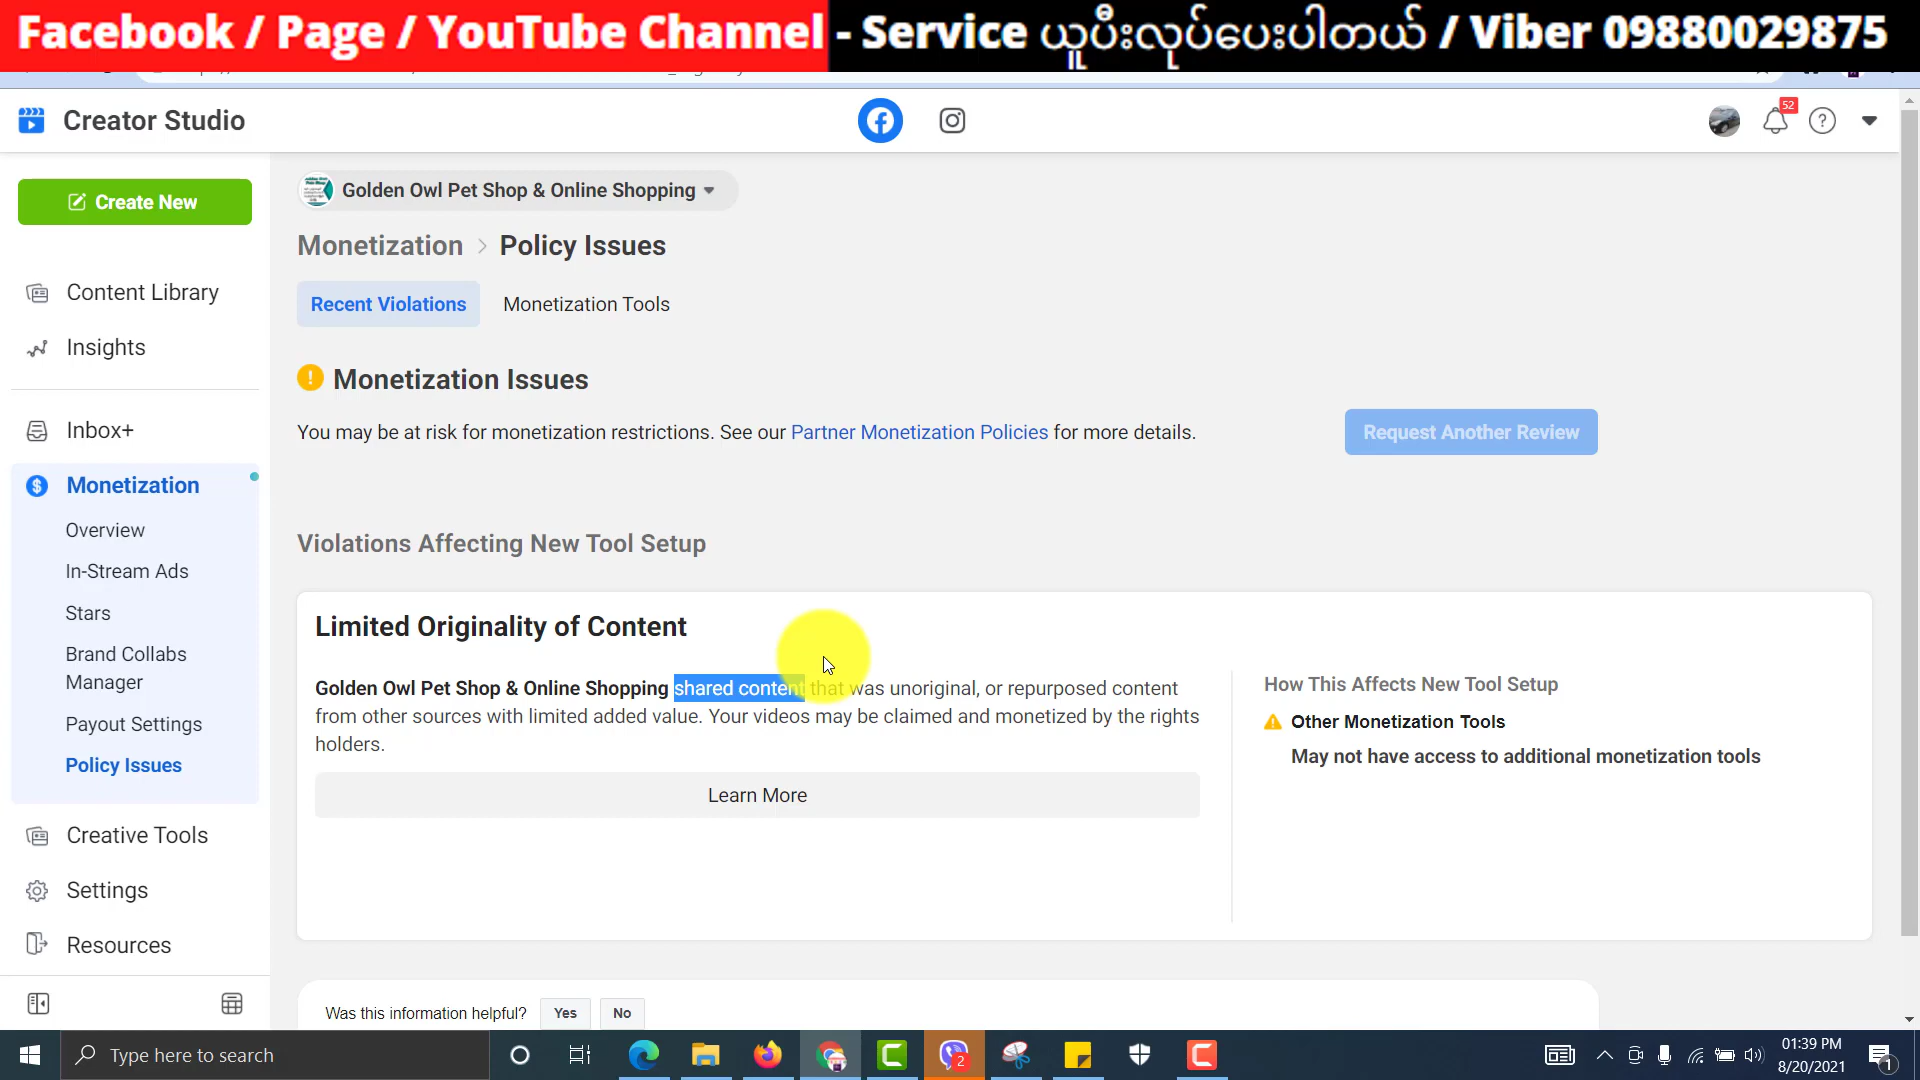 Facebook / Page / YouTube Channel - Service ယူပီးလုပ်ပေးပါတယ် / Viber 09880029875
Creator Studio
52
Create New
Golden Owl Pet Shop & Online Shopping
Monetization > Policy Issues
Recent Violations Monetization Tools
Content Library
Insights
Monetization Issues
You may be at risk for monetization restrictions. See our Partner Monetization Policies for more details.
Request Another Review
Inbox+
Monetization
Overview
In-Stream Ads
Stars
Brand Collabs
Manager
Payout Settings
Policy Issues
Creative Tools
Settings
Resources
Violations Affecting New Tool Setup
Limited Originality of Content
Golden Owl Pet Shop & Online Shopping shared content that was unoriginal, or repurposed content
from other sources with limited added value. Your videos may be claimed and monetized by the rights
holders.
Learn More
How This Affects New Tool Setup
Other Monetization Tools
May not have access to additional monetization tools
Was this information helpful? Yes No
Type here to search
2
01:39 PM
8/20/2021
1